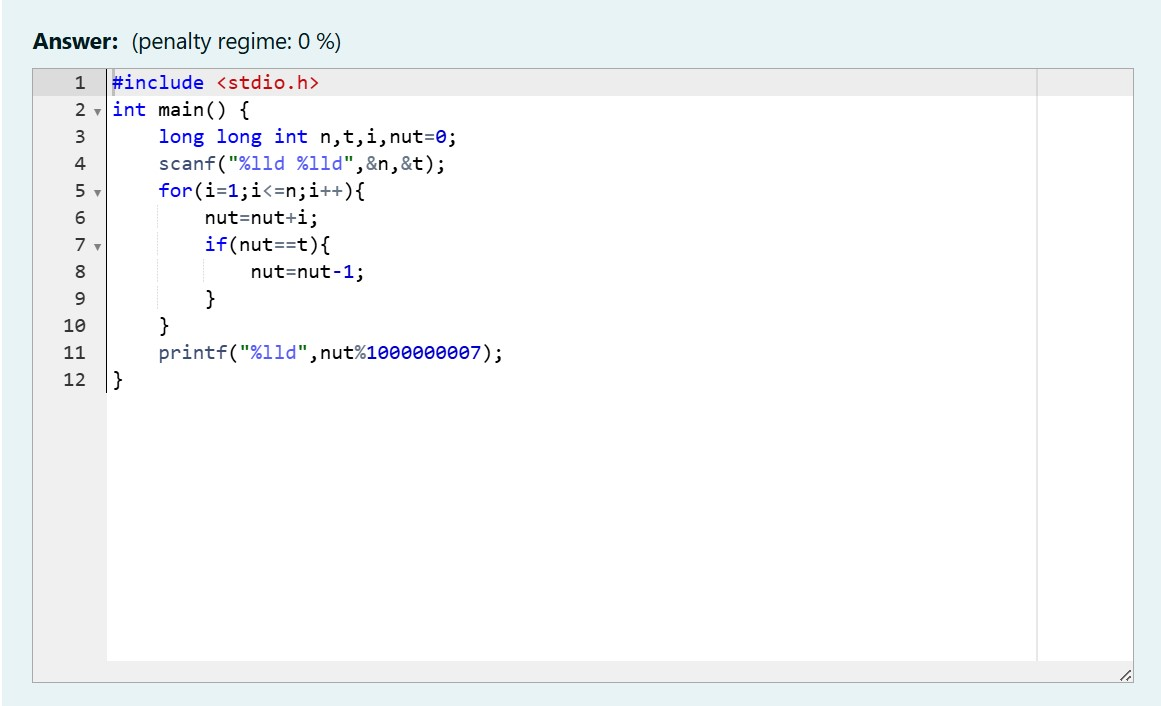 Answer: (penalty regime: 0 %)
1 #include <stdio.h>
2 int main() {
3     long long int n,t,i,nut=0;
4     scanf("%lld %lld",&n,&t);
5     for(i=1;i<=n;i++){
6         nut=nut+i;
7         if(nut==t){
8             nut=nut-1;
9         }
10     }
11     printf("%lld",nut%1000000007);
12 }